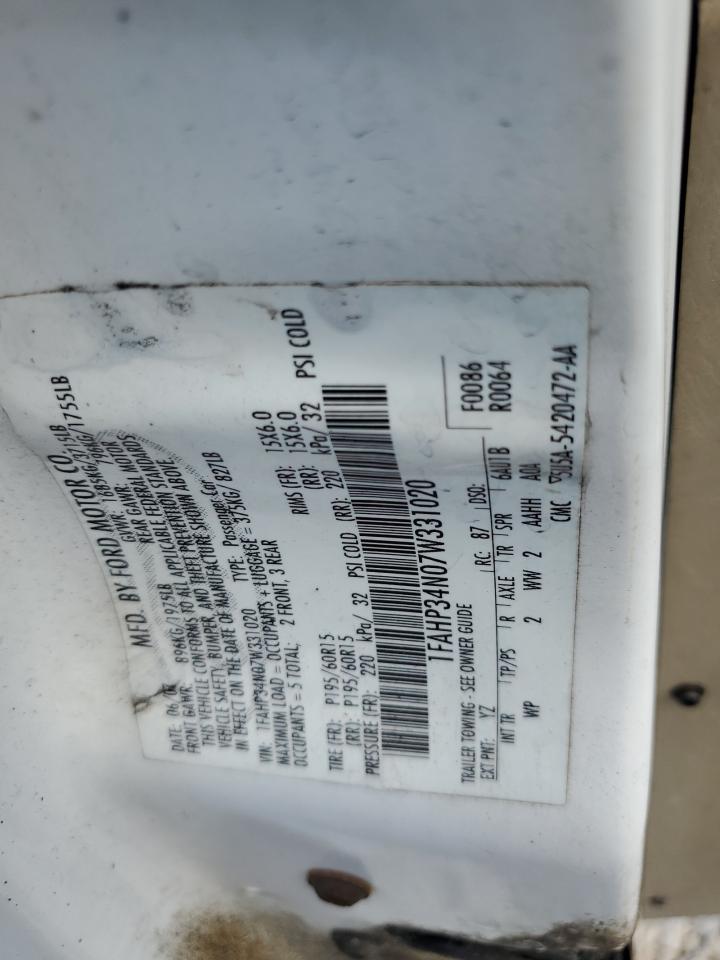 MFD. BY FORD MOTOR CO.
DATE: 06/ GVWR:
FRONT GAWR: 896KG/1975LB REAR GAWR: /1755LB
THIS VEHICLE CONFORMS TO ALL APPLICABLE FEDERAL MOTOR
VEHICLE SAFETY, BUMPER, AND THEFT PREVENTION STANDARDS
IN EFFECT ON THE DATE OF MANUFACTURE SHOWN ABOVE.
VIN: 1FAHP34N07W331020 TYPE: Passenger Car
MAXIMUM LOAD = OCCUPANTS + LUGGAGE = 375KG/ 827LB
OCCUPANTS = 5 TOTAL; 2 FRONT, 3 REAR
TIRE (FR): P195/60R15 RIMS (FR): 15X6.0
(RR): P195/60R15 (RR): 15X6.0
PRESSURE (FR): 220 kPa/ 32 PSI COLD (RR): 220 kPa/ 32 PSI COLD
1FAHP34N07W331020
TRAILER TOWING - SEE OWNER GUIDE F0086
EXT PNT: YZ RC: 87 DSO: R0064
INT TR TP/PS R AXLE TR SPR 6AU1B
WP 2 WW 2 AAHH A0A
CMC U5A-5420472-AA